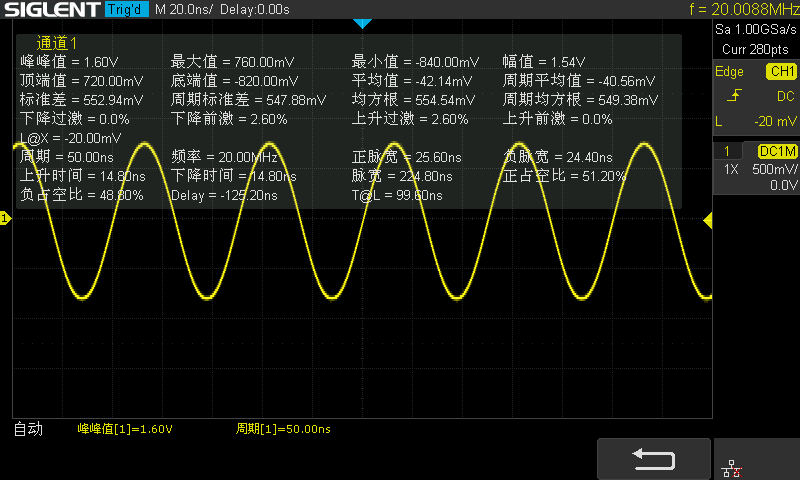 SIGLENT Trig'd M 20.0ns/ Delay:0.00s f = 20.0088MHz
Sa 1.00GSa/s
Curr 280pts
Edge CH1
DC
L -20 mV
1 DC1M
1X 500mV/
0.0V
通道1
峰峰值 = 1.60V 最大值 = 760.00mV 最小值 = -840.00mV 幅值 = 1.54V
顶端值 = 720.00mV 底端值 = -820.00mV 平均值 = -42.14mV 周期平均值 = -40.56mV
标准差 = 552.94mV 周期标准差 = 547.88mV 均方根 = 554.54mV 周期均方根 = 549.38mV
下降过激 = 0.0% 下降前激 = 2.60% 上升过激 = 2.60% 上升前激 = 0.0%
L@X = -20.00mV
周期 = 50.00ns 频率 = 20.00MHz 正脉宽 = 25.60ns 负脉宽 = 24.40ns
上升时间 = 14.80ns 下降时间 = 14.80ns 脉宽 = 224.80ns 正占空比 = 51.20%
负占空比 = 48.80% Delay = -125.20ns T@L = 99.60ns
1
自动 峰峰值[1]=1.60V 周期[1]=50.00ns